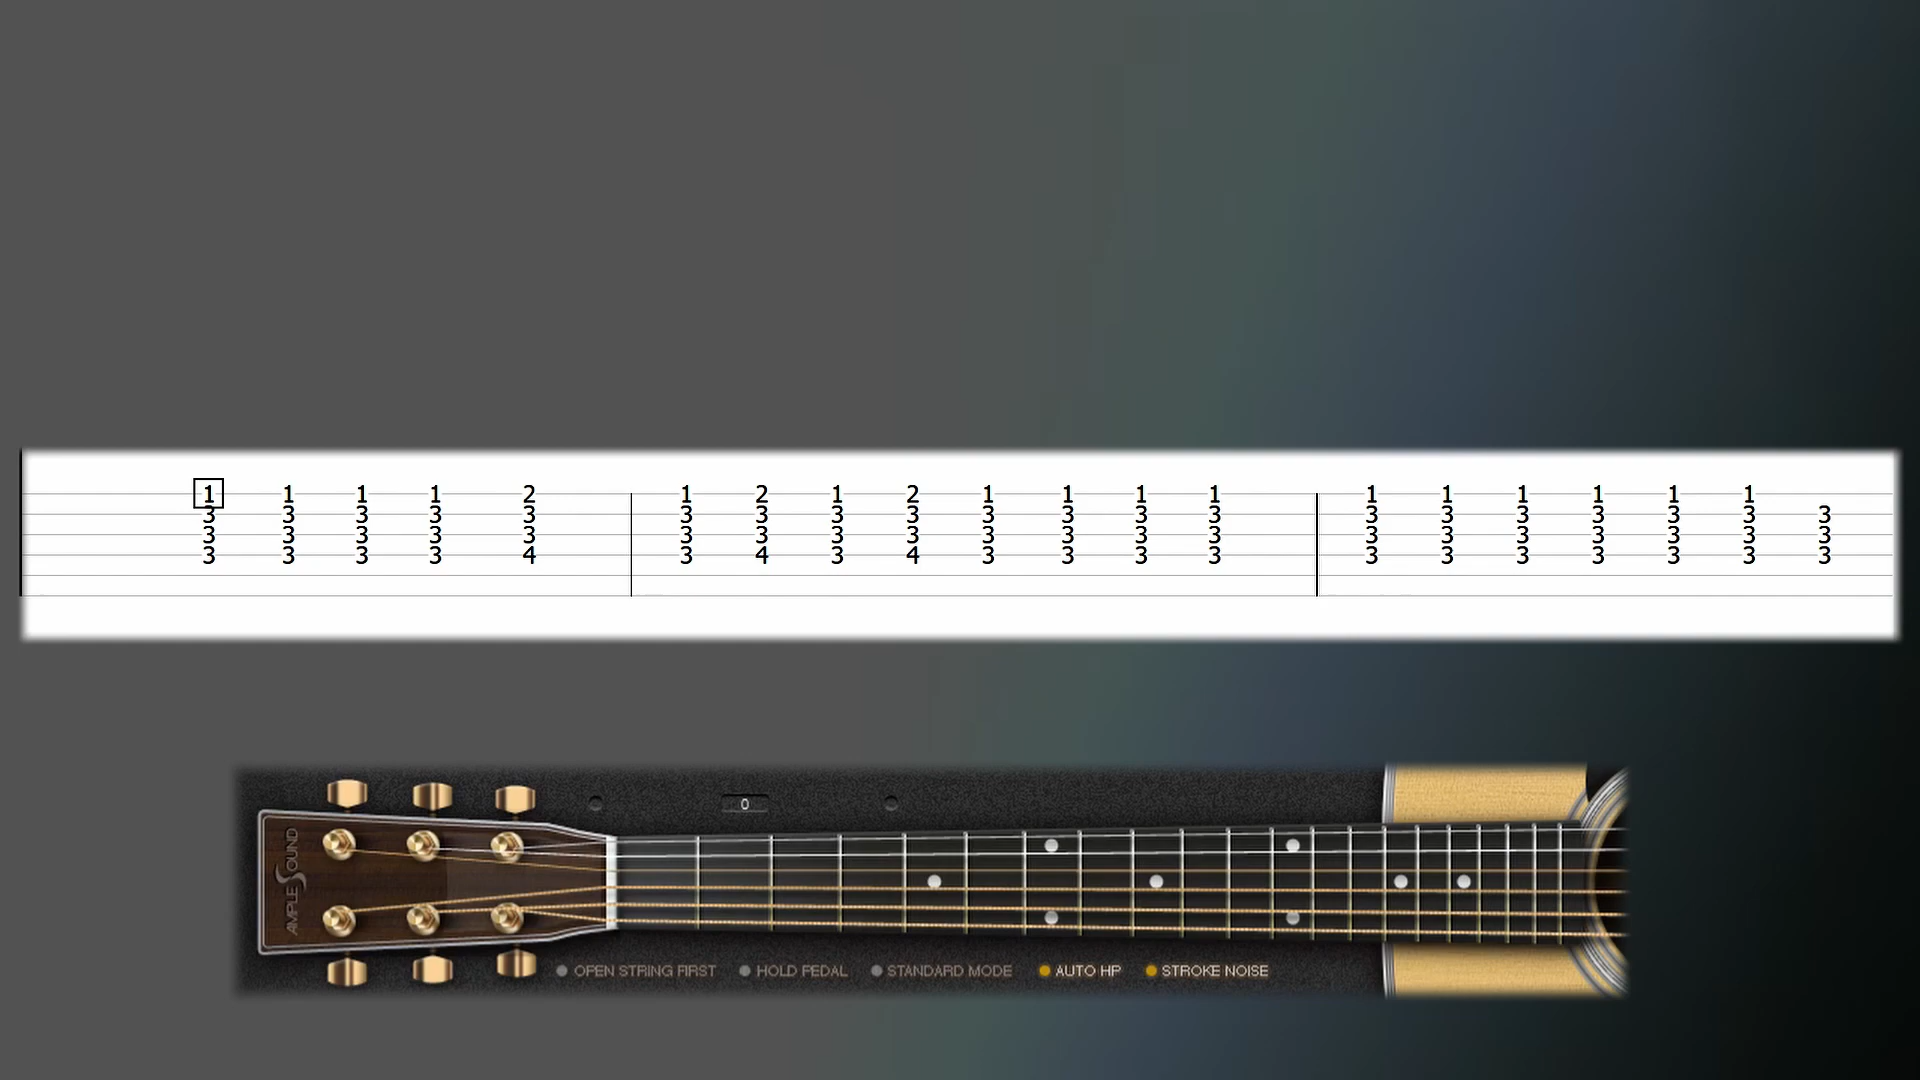 1 1 1 1 2 1 2 1 2 1 1 1 1 1 1 1 1 1 1
3 3 3 3 3 3 3 3 3 3 3 3 3 3 3 3 3 3 3 3
3 3 3 3 3 3 3 3 3 3 3 3 3 3 3 3 3 3 3 3
3 3 3 3 4 3 4 3 4 3 3 3 3 3 3 3 3 3 3 3
0
AMPLE SOUND
OPEN STRING FIRST HOLD PEDAL STANDARD MODE AUTO HP STROKE NOISE